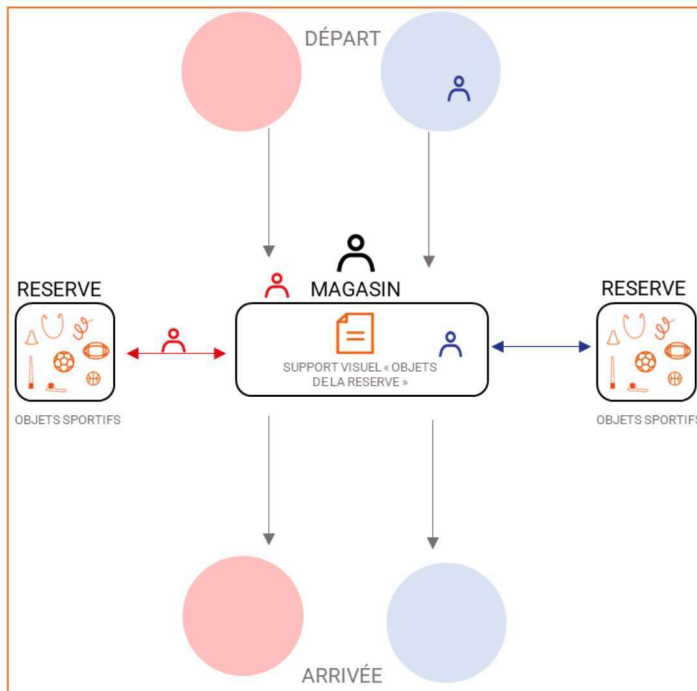 DÉPART
RESERVE
MAGASIN
RESERVE
SUPPORT VISUEL « OBJETS
DE LA RESERVE »
OBJETS SPORTIFS
OBJETS SPORTIFS
ARRIVÉE